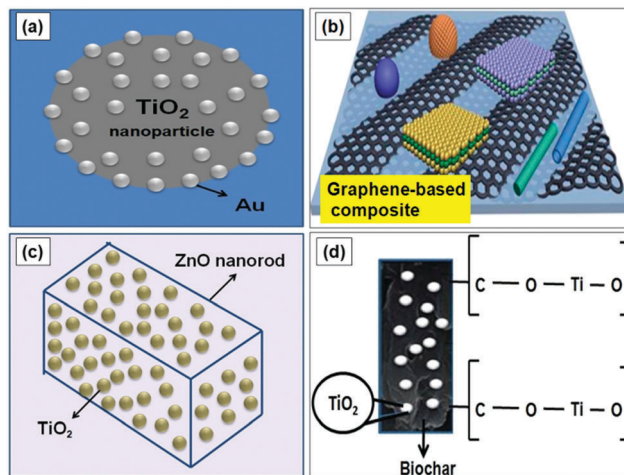 (a)
TiO2
nanoparticle
Au
(b)
Graphene-based
composite
(c)
ZnO nanorod
TiO2
(d)
C — O — Ti — O
TiO2
C — O — Ti — O
Biochar